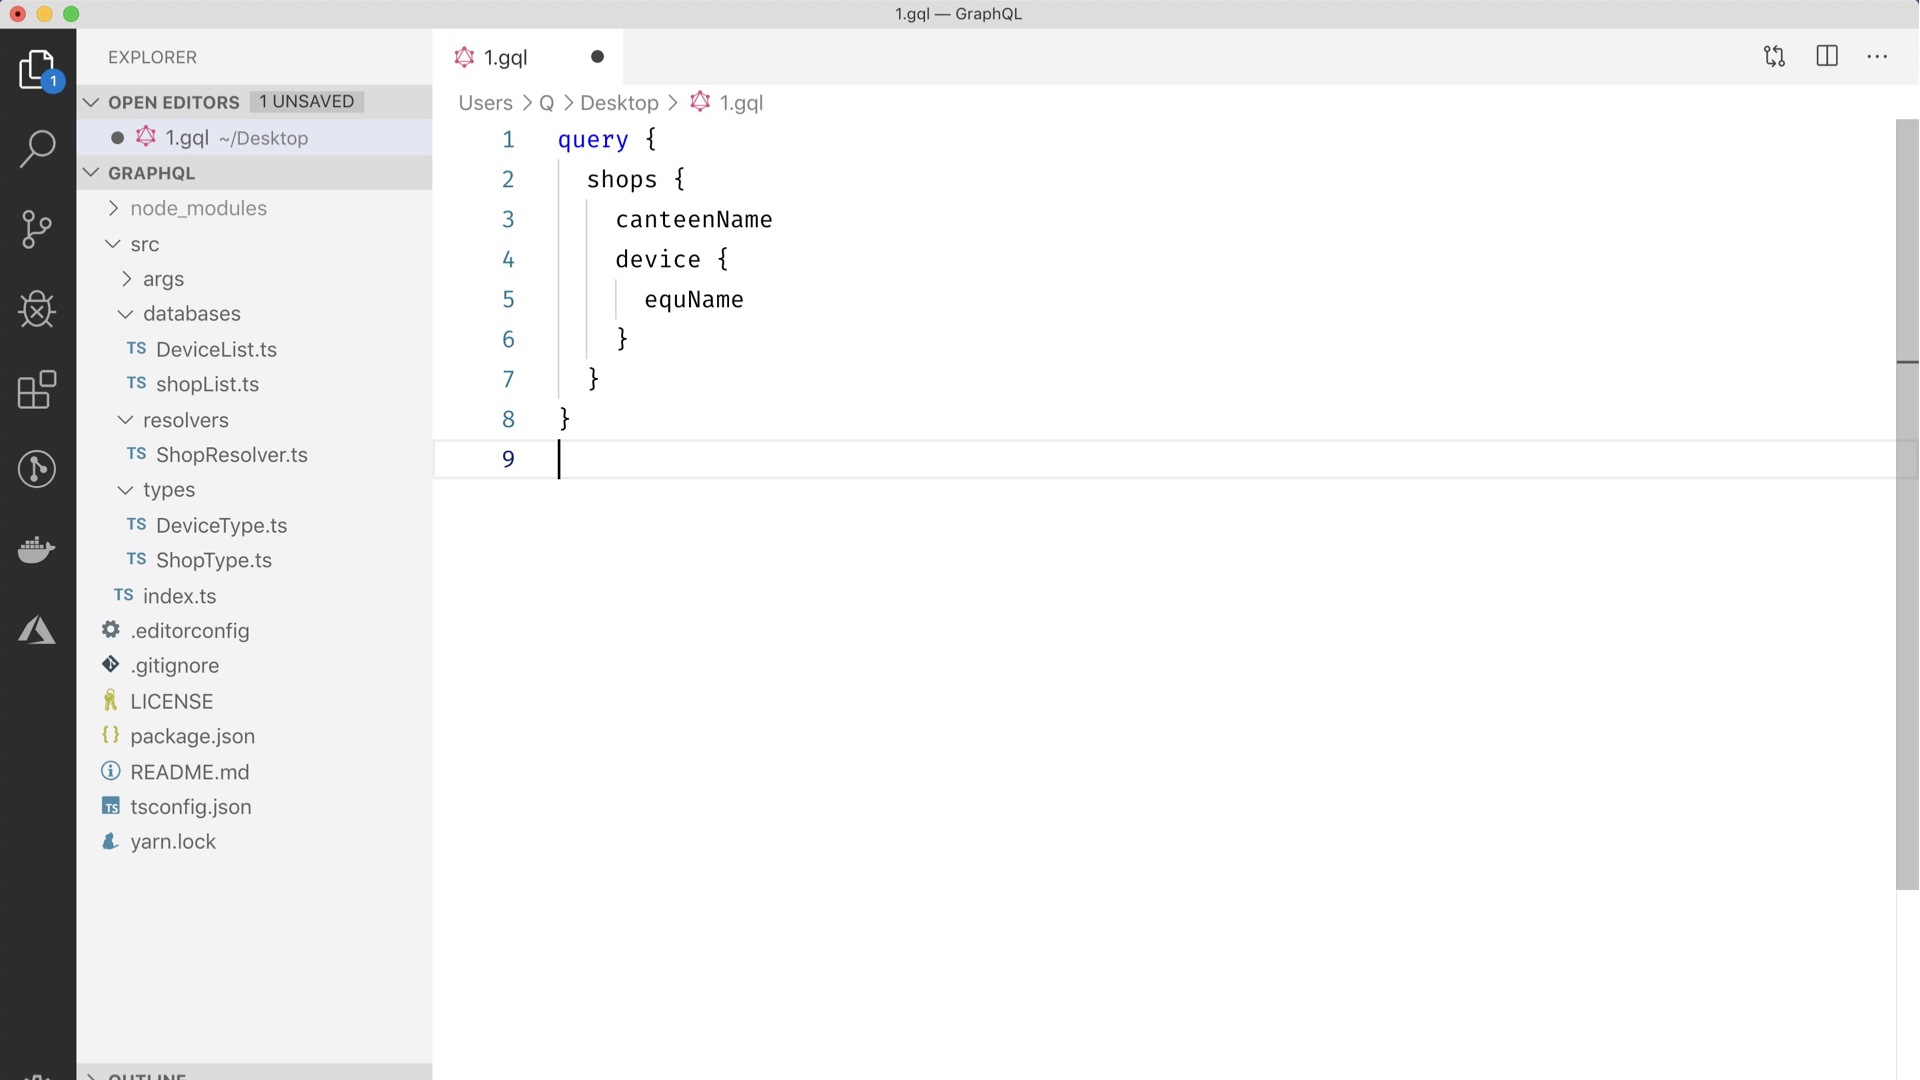 1.gql — GraphQL
EXPLORER
1
OPEN EDITORS 1 UNSAVED
1.gql ~/Desktop
GRAPHQL
node_modules
src
args
databases
TS DeviceList.ts
TS shopList.ts
resolvers
TS ShopResolver.ts
types
TS DeviceType.ts
TS ShopType.ts
TS index.ts
.editorconfig
.gitignore
LICENSE
{} package.json
README.md
TS tsconfig.json
yarn.lock
OUTLINE
1.gql
Users > Q > Desktop > 1.gql
1 query {
2 shops {
3 canteenName
4 device {
5 equName
6 }
7 }
8 }
9